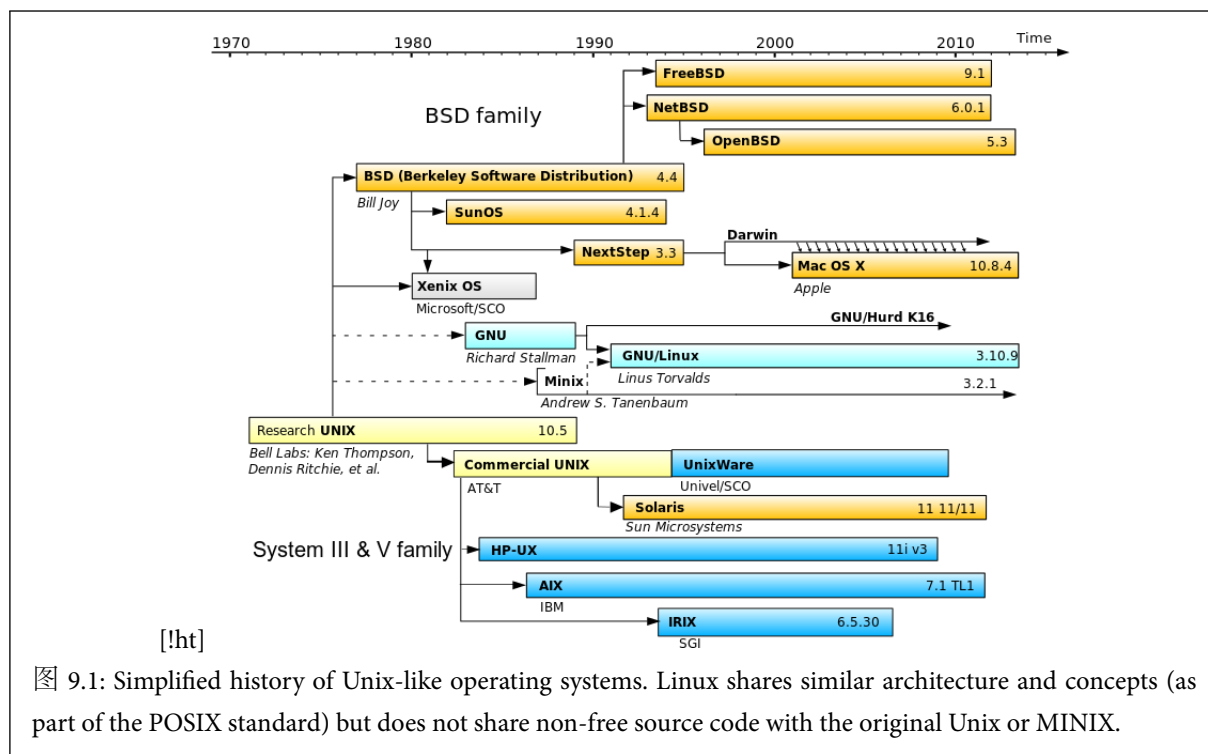 1970 1980 1990 2000 2010 Time
FreeBSD 9.1
NetBSD 6.0.1
BSD family
OpenBSD 5.3
BSD (Berkeley Software Distribution) 4.4
Bill Joy
SunOS 4.1.4
Darwin
NextStep 3.3
Mac OS X 10.8.4
Apple
Xenix OS
Microsoft/SCO
GNU/Hurd K16
GNU
Richard Stallman
GNU/Linux 3.10.9
Linus Torvalds
Minix 3.2.1
Andrew S. Tanenbaum
Research UNIX 10.5
Bell Labs: Ken Thompson,
Dennis Ritchie, et al.
Commercial UNIX UnixWare
AT&T Univel/SCO
Solaris 11 11/11
Sun Microsystems
System III & V family
HP-UX 11i v3
AIX 7.1 TL1
IBM
IRIX 6.5.30
SGI
[!ht]
图 9.1: Simplified history of Unix-like operating systems. Linux shares similar architecture and concepts (as
part of the POSIX standard) but does not share non-free source code with the original Unix or MINIX.